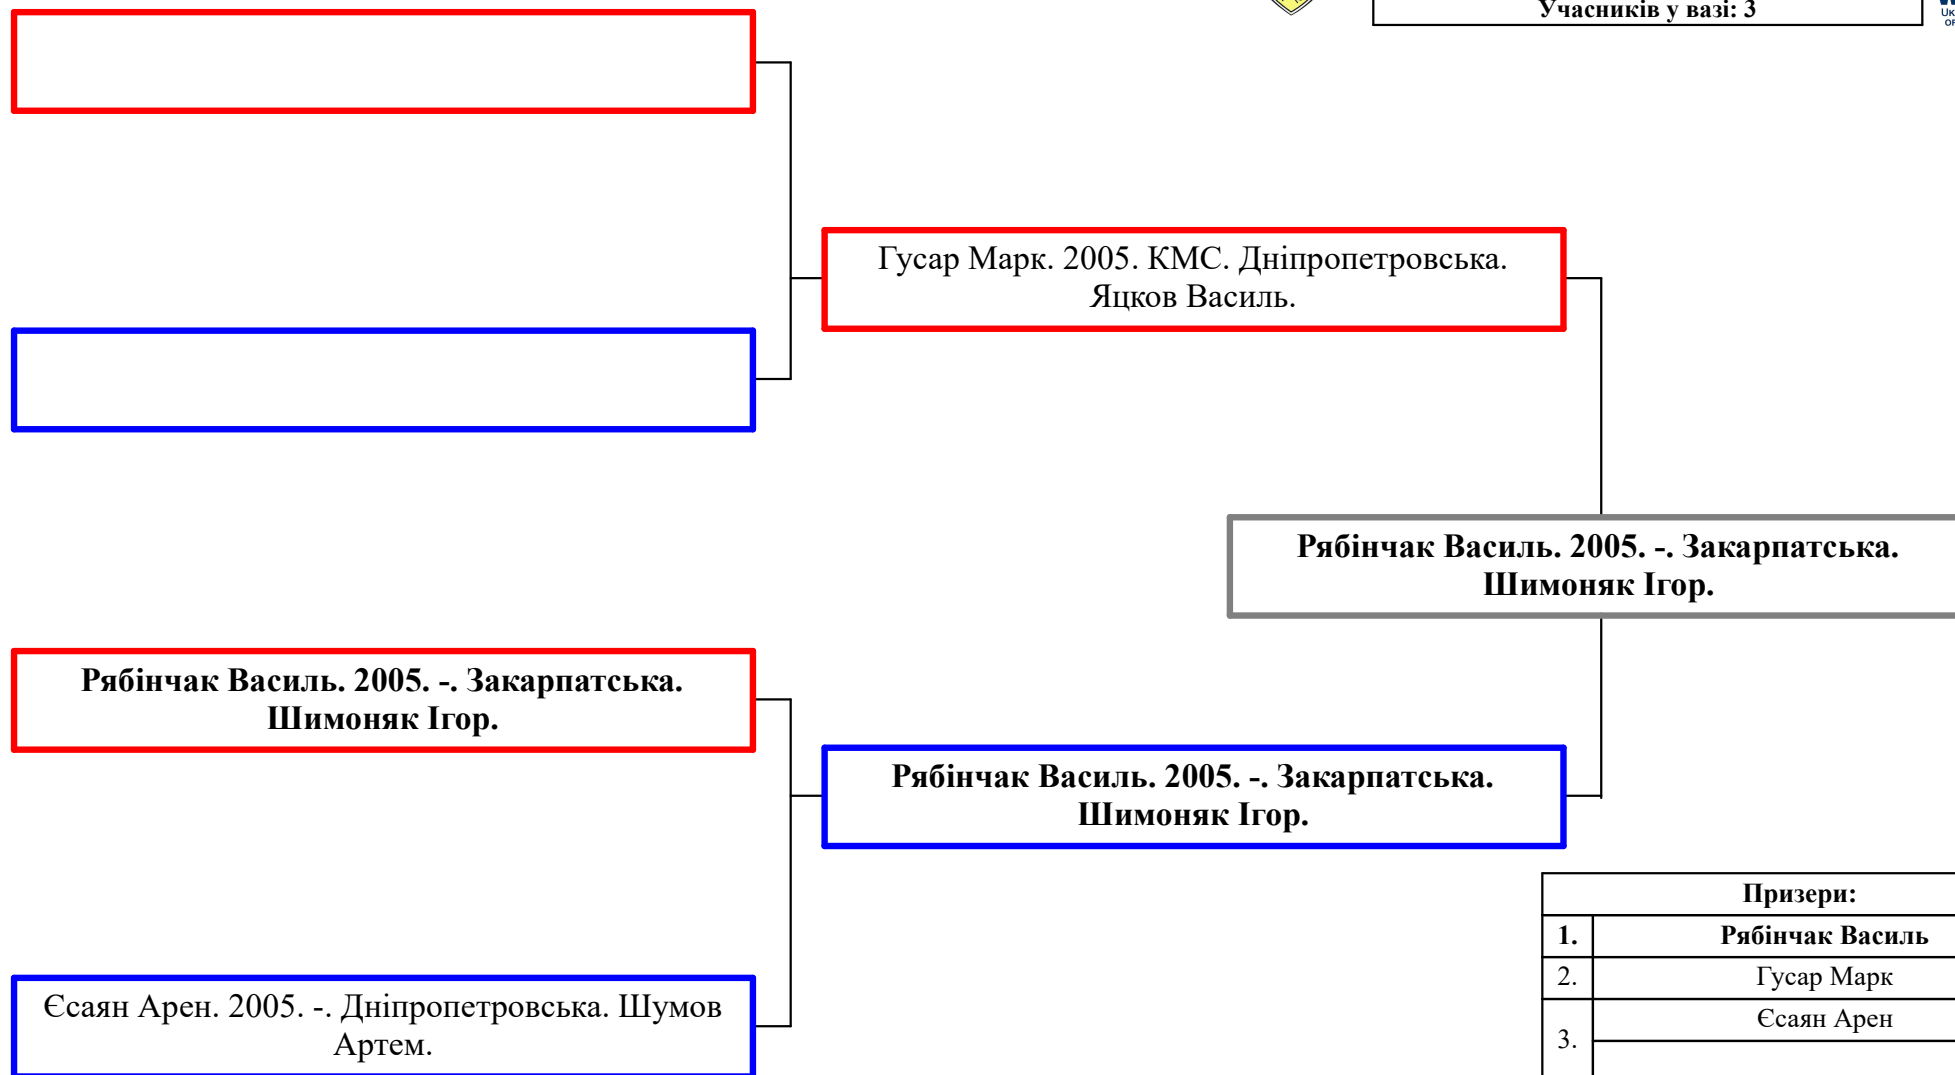 Учасників у вазі: 3
Гусар Марк. 2005. КМС. Дніпропетровська.
Яцков Василь.
Рябінчак Василь. 2005. -. Закарпатська.
Шимоняк Ігор.
Рябінчак Василь. 2005. -. Закарпатська.
Шимоняк Ігор.
Рябінчак Василь. 2005. -. Закарпатська.
Шимоняк Ігор.
Єсаян Арен. 2005. -. Дніпропетровська. Шумов
Артем.
Призери:
1. Рябінчак Василь
2. Гусар Марк
3. Єсаян Арен